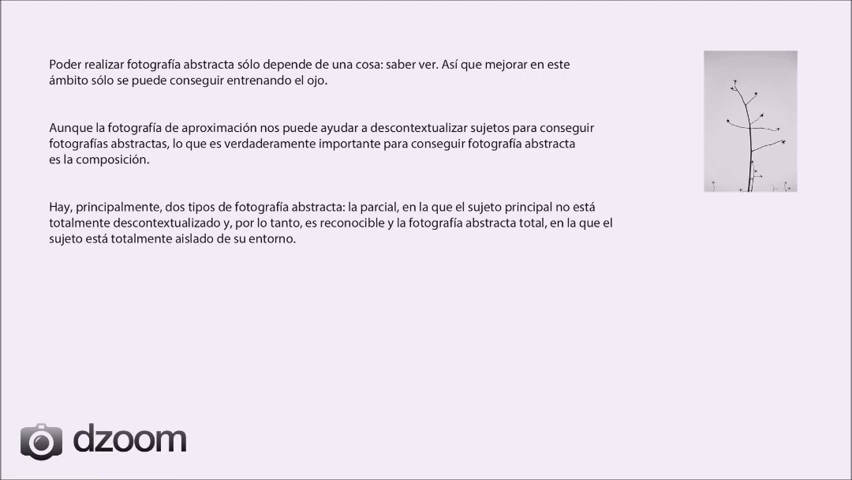 Poder realizar fotografía abstracta sólo depende de una cosa: saber ver. Así que mejorar en este
ámbito sólo se puede conseguir entrenando el ojo.
Aunque la fotografía de aproximación nos puede ayudar a descontextualizar sujetos para conseguir
fotografías abstractas, lo que es verdaderamente importante para conseguir fotografía abstracta
es la composición.
Hay, principalmente, dos tipos de fotografía abstracta: la parcial, en la que el sujeto principal no está
totalmente descontextualizado y, por lo tanto, es reconocible y la fotografía abstracta total, en la que el
sujeto está totalmente aislado de su entorno.
dzoom